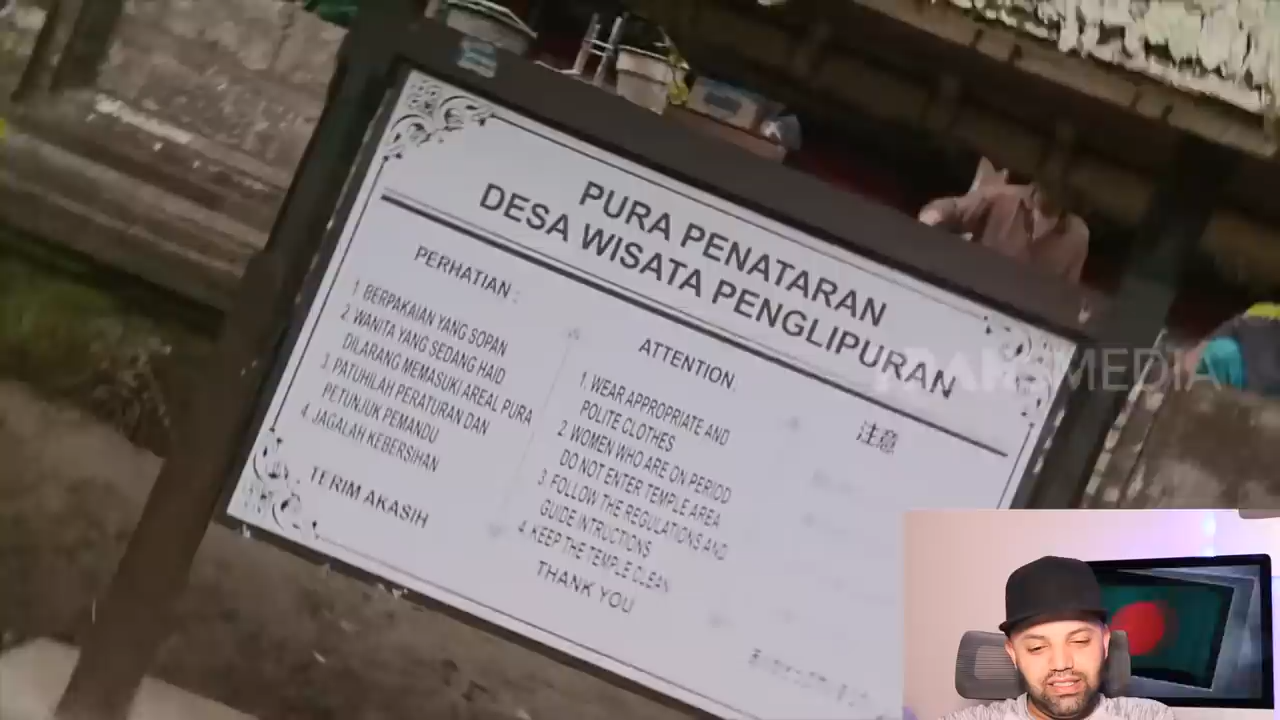 PURA PENATARAN
DESA WISATA PENGLIPURAN
PERHATIAN :
1. BERPAKAIAN YANG SOPAN
2. WANITA YANG SEDANG HAID
DILARANG MEMASUKI AREAL PURA
3. PATUHILAH PERATURAN DAN
PETUNJUK PEMANDU
4. JAGALAH KEBERSIHAN
TERIM AKASIH
ATTENTION
1. WEAR APPROPRIATE AND
POLITE CLOTHES
2. WOMEN WHO ARE ON PERIOD
DO NOT ENTER TEMPLE AREA
3. FOLLOW THE REGULATIONS AND
GUIDE INTRUCTIONS
4. KEEP THE TEMPLE CLEAN
THANK YOU
注意
MEDIA